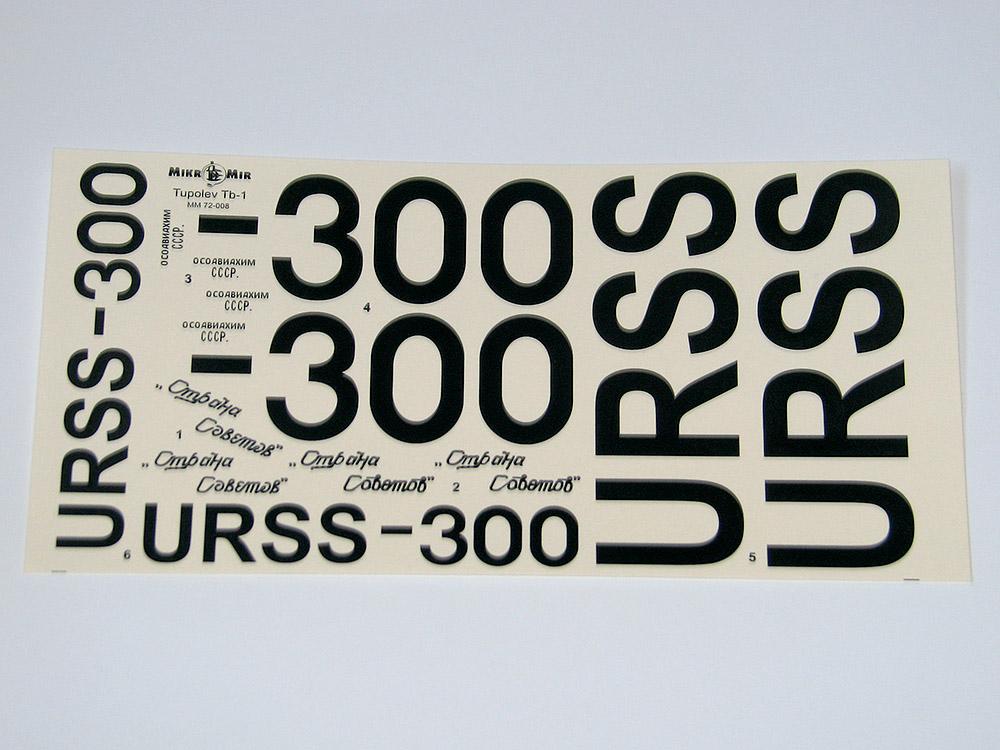 URSS-300
MIKR MIR
Tupolev Tb-1
MM 72-008
ОСОАВИАХИМ
СССР.
-300
ОСОАВИАХИМ
СССР.
3
ОСОАВИАХИМ
СССР.
4
ОСОАВИАХИМ
СССР.
-300
„Страна
Советов"
1
„Страна
Советов"
„Страна
Советов"
2
„Страна
Советов"
6
URSS-300
URSS
5
URSS